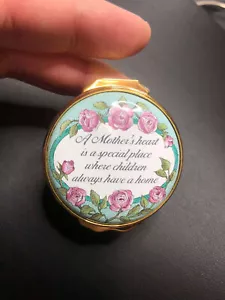 A Mother's heart
is a special place
where children
always have a home